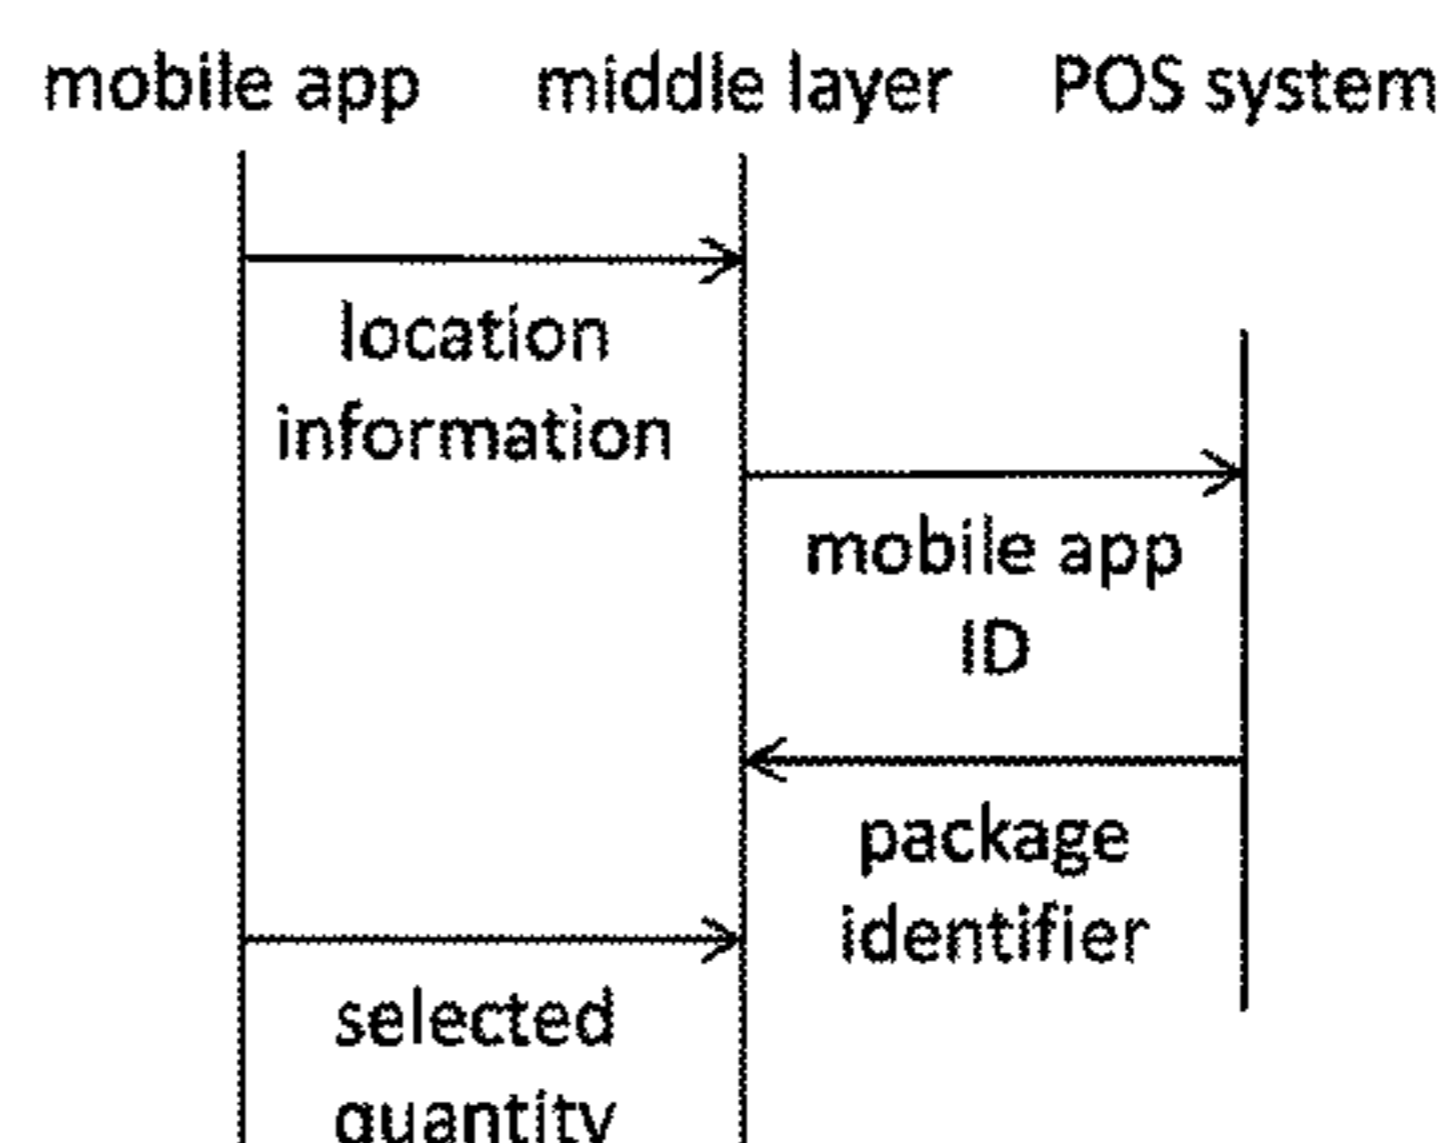 mobile app middle layer POS system
location
information
mobile app
ID
package
identifier
selected
quantity